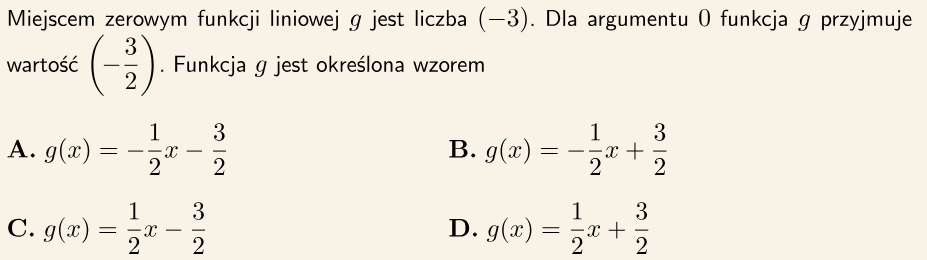 Miejscem zerowym funkcji liniowej g jest liczba (−3). Dla argumentu 0 funkcja g przyjmuje
wartość (−3/2). Funkcja g jest określona wzorem
A. g(x) = −1/2x − 3/2 B. g(x) = −1/2x + 3/2
C. g(x) = 1/2x − 3/2 D. g(x) = 1/2x + 3/2